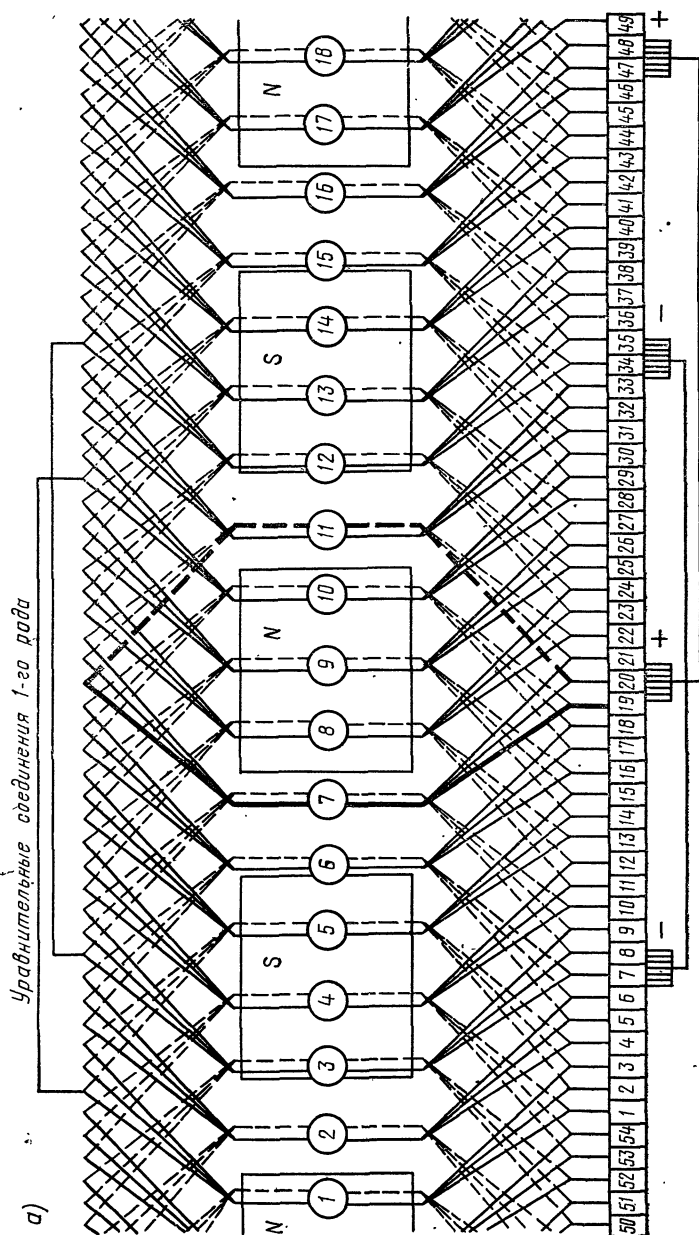 а)
Уравнительные соединения 1-го рода
N S N S N
1 2 3 4 5 6 7 8 9 10 11 12 13 14 15 16 17 18
50 51 52 53 54 1 2 3 4 5 6 7 8 9 10 11 12 13 14 15 16 17 18 19 20 21 22 23 24 25 26 27 28 29 30 31 32 33 34 35 36 37 38 39 40 41 42 43 44 45 46 47 48 49
− + − +